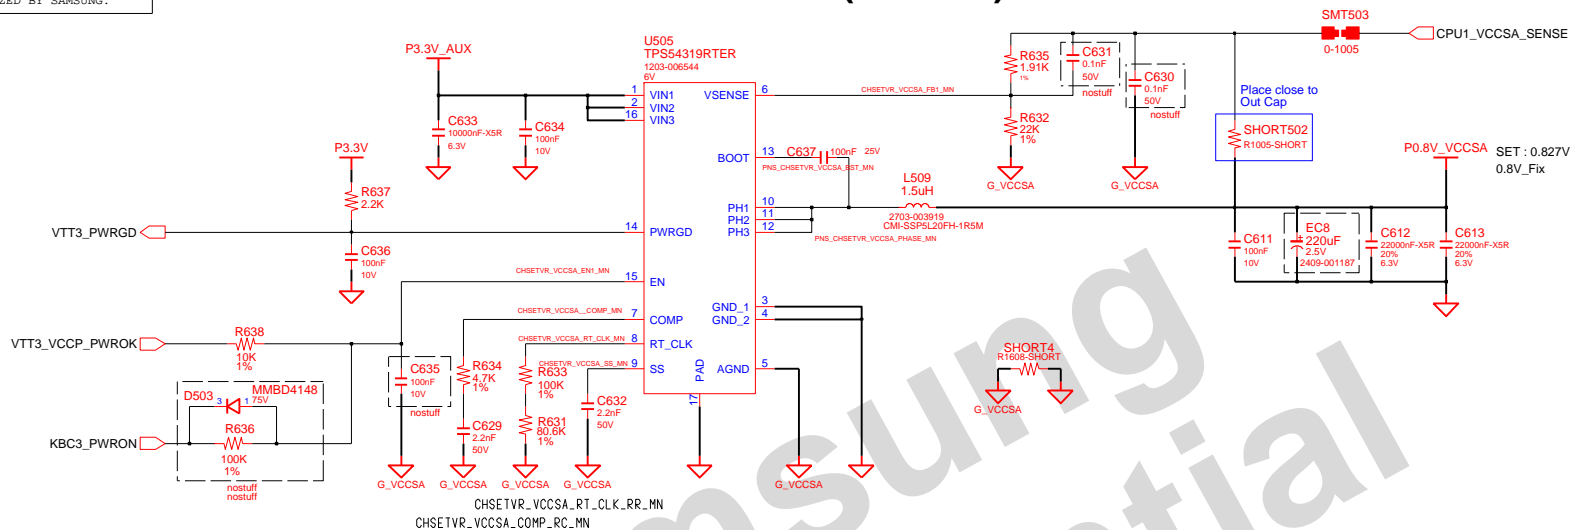 ZED BY SAMSUNG.
SMT503
0-1005
CPU1_VCCSA_SENSE
U505
TPS54319RTER
1203-006544
6V
P3.3V_AUX
1 VIN1
2 VIN2
16 VIN3
VSENSE 6
CHSETVR_VCCSA_FB1_MN
R635
1.91K
1%
C631
0.1nF
50V
nostuff
C630
0.1nF
50V
nostuff
Place close to
Out Cap
SHORT502
R1005-SHORT
C633
10000nF-X5R
6.3V
C634
100nF
10V
R632
22K
1%
G_VCCSA
G_VCCSA
BOOT 13
C637 100nF 25V
PNS_CHSETVR_VCCSA_BST_MN
P0.8V_VCCSA
SET : 0.827V
0.8V_Fix
P3.3V
R637
2.2K
L509
1.5uH
2703-003919
CMI-SSP5L20FH-1R5M
PH1 10
PH2 11
PH3 12
PNS_CHSETVR_VCCSA_PHASE_MN
VTT3_PWRGD
14 PWRGD
C636
100nF
10V
C611
100nF
10V
EC8
220uF
2.5V
2409-001187
C612
22000nF-X5R
20%
6.3V
C613
22000nF-X5R
20%
6.3V
CHSETVR_VCCSA_EN1_MN
15 EN
GND_1 3
GND_2 4
CHSETVR_VCCSA__COMP_MN
7 COMP
VTT3_VCCP_PWROK
R638
10K
1%
CHSETVR_VCCSA_RT_CLK_MN
8 RT_CLK
CHSETVR_VCCSA_SS_MN
9 SS
PAD
17
AGND 5
SHORT4
R1608-SHORT
G_VCCSA
C635
100nF
10V
nostuff
R634
4.7K
1%
R633
100K
1%
C632
2.2nF
50V
D503
MMBD4148
75V
3 1
R636
100K
1%
nostuff
nostuff
KBC3_PWRON
C629
2.2nF
50V
R631
80.6K
1%
G_VCCSA
G_VCCSA
G_VCCSA
G_VCCSA
G_VCCSA
CHSETVR_VCCSA_RT_CLK_RR_MN
CHSETVR_VCCSA_COMP_RC_MN